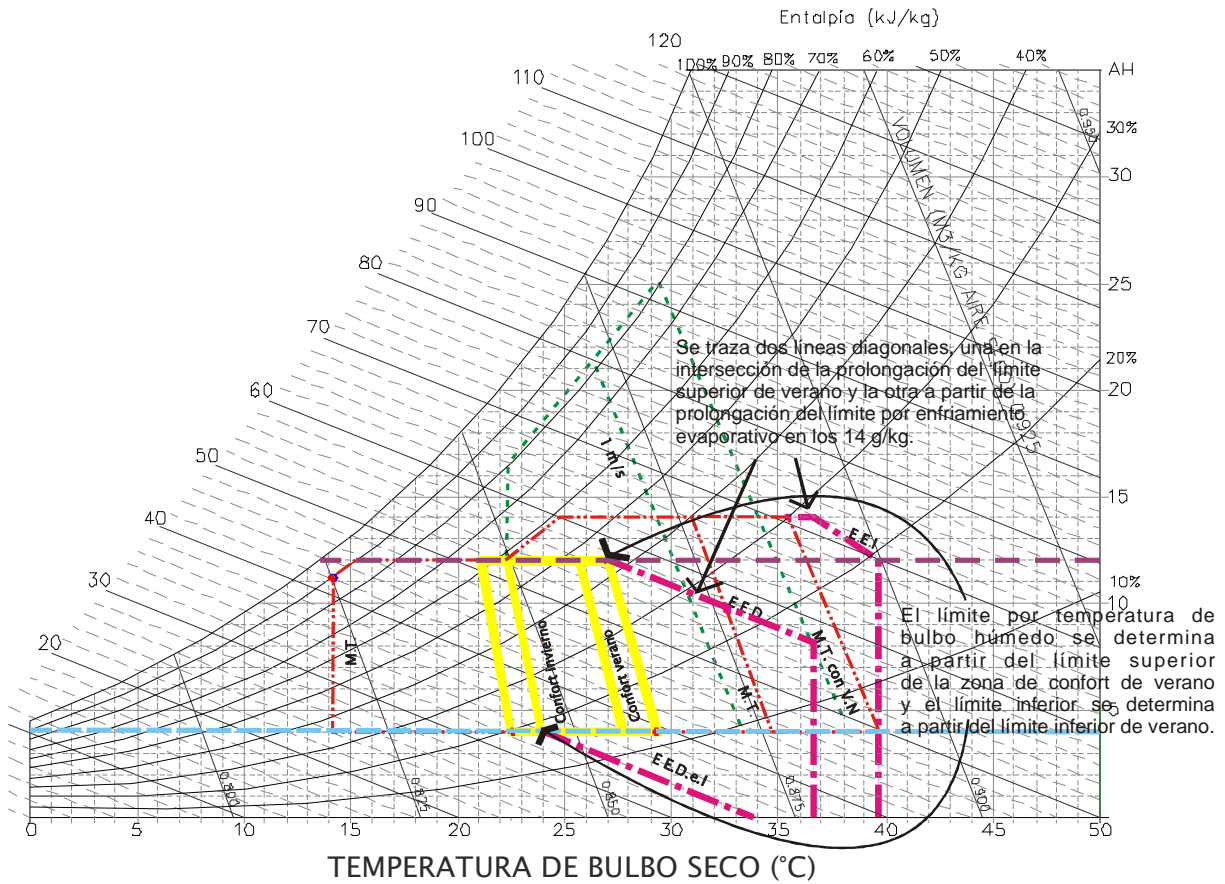 Entalpía (kJ/kg)
120
100% 90% 80% 70% 60% 50% 40%
AH
110
0.950
30%
100
30
VOLUMEN (M3/KG AIRE SECO) 0.925
90
80
25
70
Se traza dos líneas diagonales, una en la
intersección de la prolongación del límite
superior de verano y la otra a partir de la
prolongación del límite por enfriamiento
evaporativo en los 14 g/kg.
20%
20
60
1 m/s
50
15
40
E.E.I
30
10%
10
E.E.D
El límite por temperatura de
bulbo húmedo se determina
a partir del límite superior
de la zona de confort de verano
y el límite inferior se determina
a partir del límite inferior de verano.
20
M.T
Confort Invierno
Confort verano
M.T.
M.T. con V.N
5
E.E.D.e.I
0.800
0.825
0.850
0.875
0.900
0 5 10 15 20 25 30 35 40 45 50
TEMPERATURA DE BULBO SECO (°C)